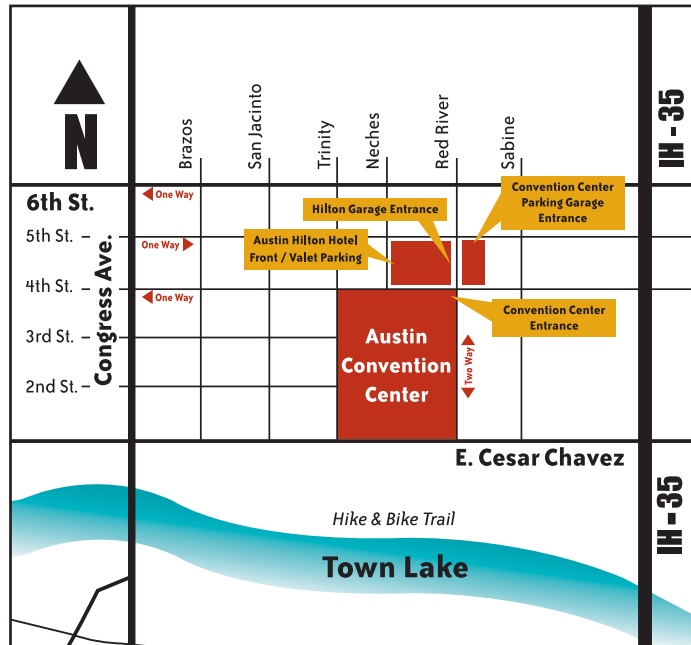 N
Brazos
San Jacinto
Trinity
Neches
Red River
Sabine
IH - 35
6th St.
One Way
Convention Center
Parking Garage
Entrance
Hilton Garage Entrance
5th St.
One Way
Austin Hilton Hotel
Front / Valet Parking
4th St.
One Way
Congress Ave.
Convention Center
Entrance
3rd St.
Austin
Convention
Center
Two Way
2nd St.
E. Cesar Chavez
IH - 35
Hike & Bike Trail
Town Lake